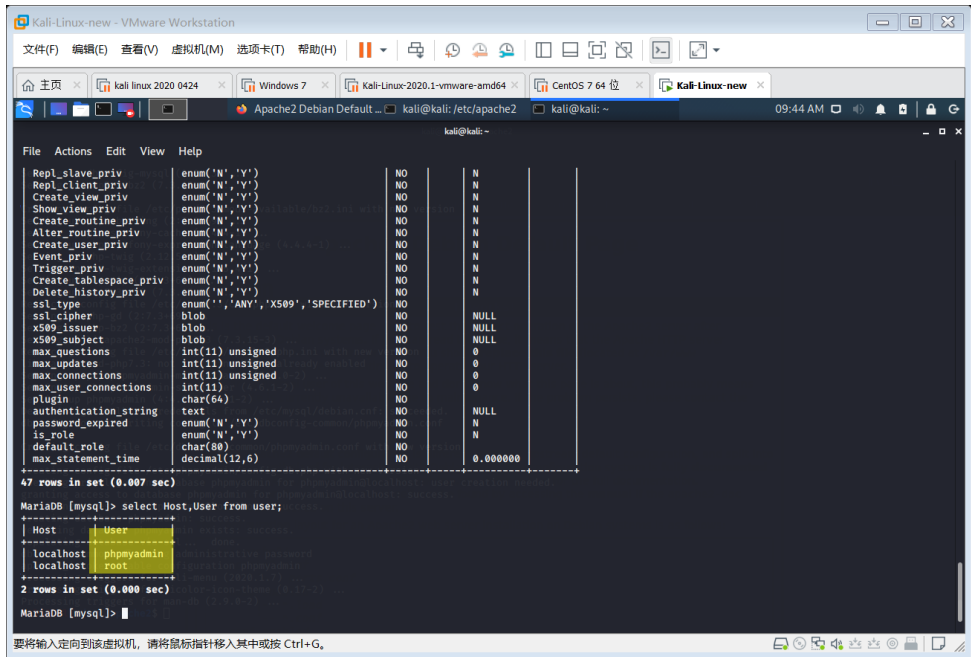 Kali-Linux-new - VMware Workstation
文件(F) 编辑(E) 查看(V) 虚拟机(M) 选项卡(T) 帮助(H)
主页 kali linux 2020 0424 Windows 7 Kali-Linux-2020.1-vmware-amd64 CentOS 7 64 位 Kali-Linux-new
Apache2 Debian Default ... kali@kali: /etc/apache2 kali@kali: ~ 09:44 AM
kali@kali: ~
File Actions Edit View Help
| Repl_slave_priv | enum('N','Y') | NO | | N | |
| Repl_client_priv | enum('N','Y') | NO | | N | |
| Create_view_priv | enum('N','Y') | NO | | N | |
| Show_view_priv | enum('N','Y') | NO | | N | |
| Create_routine_priv | enum('N','Y') | NO | | N | |
| Alter_routine_priv | enum('N','Y') | NO | | N | |
| Create_user_priv | enum('N','Y') | NO | | N | |
| Event_priv | enum('N','Y') | NO | | N | |
| Trigger_priv | enum('N','Y') | NO | | N | |
| Create_tablespace_priv | enum('N','Y') | NO | | N | |
| Delete_history_priv | enum('N','Y') | NO | | N | |
| ssl_type | enum('','ANY','X509','SPECIFIED') | NO | | | |
| ssl_cipher | blob | NO | | NULL | |
| x509_issuer | blob | NO | | NULL | |
| x509_subject | blob | NO | | NULL | |
| max_questions | int(11) unsigned | NO | | 0 | |
| max_updates | int(11) unsigned | NO | | 0 | |
| max_connections | int(11) unsigned | NO | | 0 | |
| max_user_connections | int(11) | NO | | 0 | |
| plugin | char(64) | NO | | | |
| authentication_string | text | NO | | NULL | |
| password_expired | enum('N','Y') | NO | | N | |
| is_role | enum('N','Y') | NO | | N | |
| default_role | char(80) | NO | | | |
| max_statement_time | decimal(12,6) | NO | | 0.000000 | |
47 rows in set (0.007 sec)
MariaDB [mysql]> select Host,User from user;
| Host | User |
| localhost | phpmyadmin |
| localhost | root |
2 rows in set (0.000 sec)
MariaDB [mysql]>
要将输入定向到该虚拟机，请将鼠标指针移入其中或按 Ctrl+G。